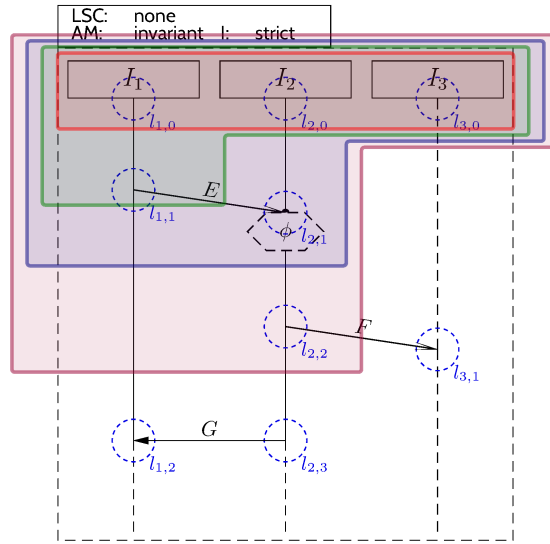 LSC: none
AM: invariant I: strict
I₁ I₂ I₃
l₁,₀ l₂,₀ l₃,₀
E
l₁,₁
l₂,₁
ϕ
F
l₂,₂
l₃,₁
G
l₁,₂ l₂,₃